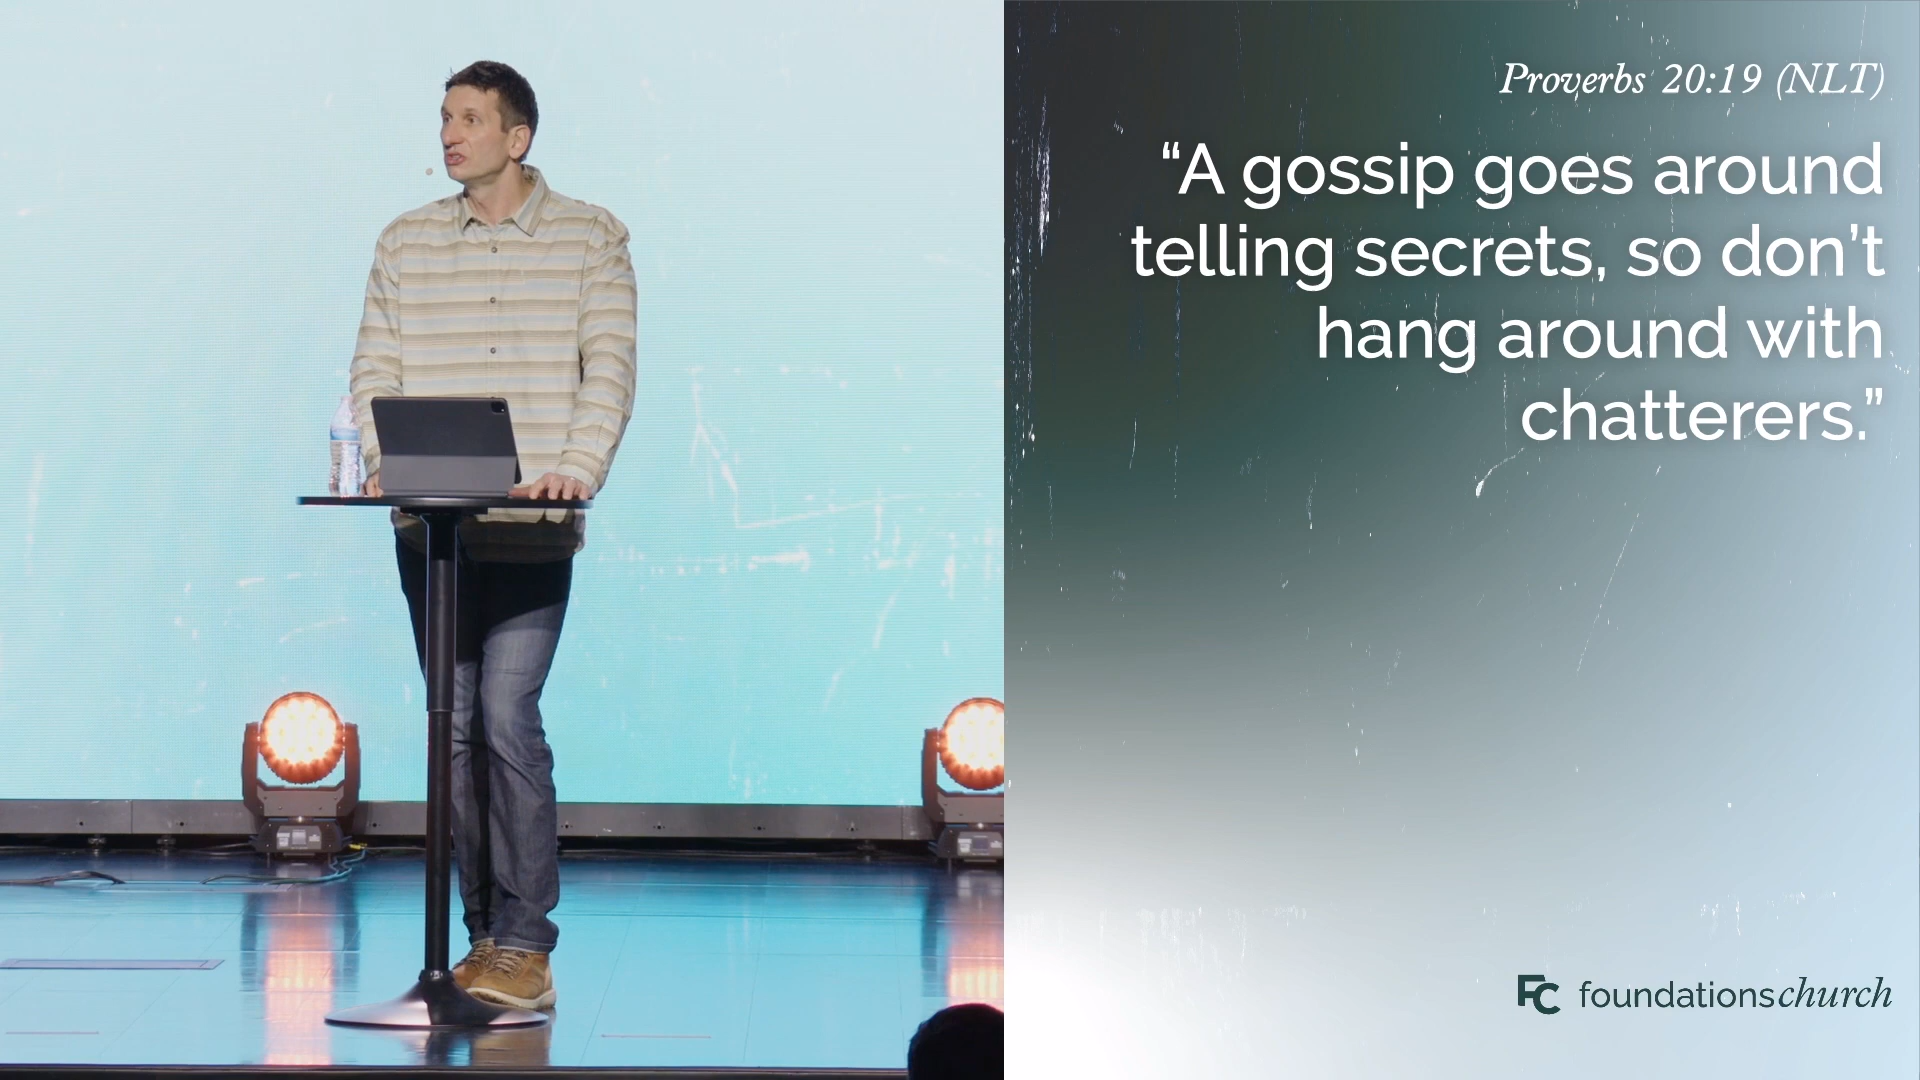 Proverbs 20:19 (NLT)
“A gossip goes around
telling secrets, so don’t
hang around with
chatterers.”
FC foundationschurch